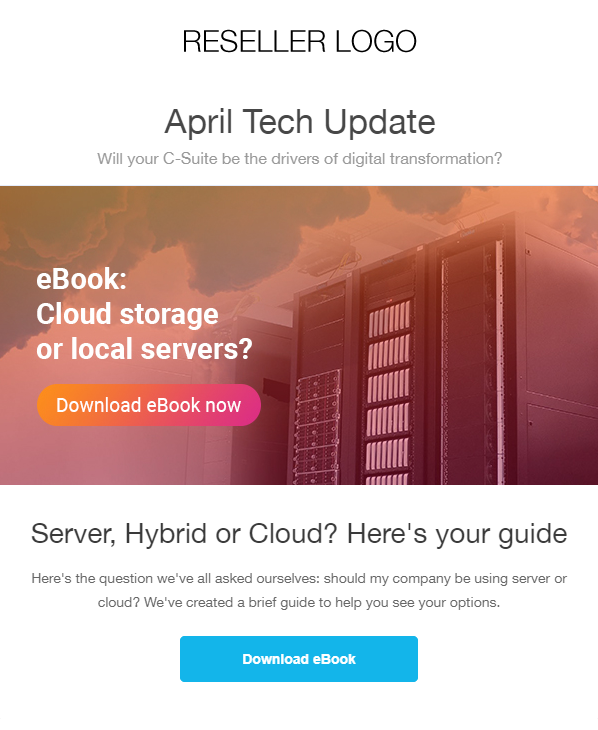 RESELLER LOGO
April Tech Update
Will your C-Suite be the drivers of digital transformation?
eBook:
Cloud storage
or local servers?
Download eBook now
Server, Hybrid or Cloud? Here's your guide
Here's the question we've all asked ourselves: should my company be using server or
cloud? We've created a brief guide to help you see your options.
Download eBook